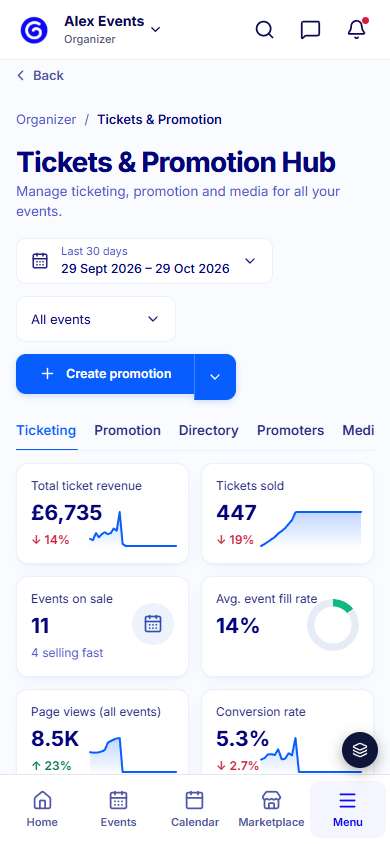 Alex Events
Organizer
Back
Organizer / Tickets & Promotion
Tickets & Promotion Hub
Manage ticketing, promotion and media for all your
events.
Last 30 days
29 Sept 2026 – 29 Oct 2026
All events
Create promotion
Ticketing Promotion Directory Promoters Medi
Total ticket revenue
£6,735
↓ 14%
Tickets sold
447
↓ 19%
Events on sale
11
4 selling fast
Avg. event fill rate
14%
Page views (all events)
8.5K
↑ 23%
Conversion rate
5.3%
↓ 2.7%
Home Events Calendar Marketplace Menu